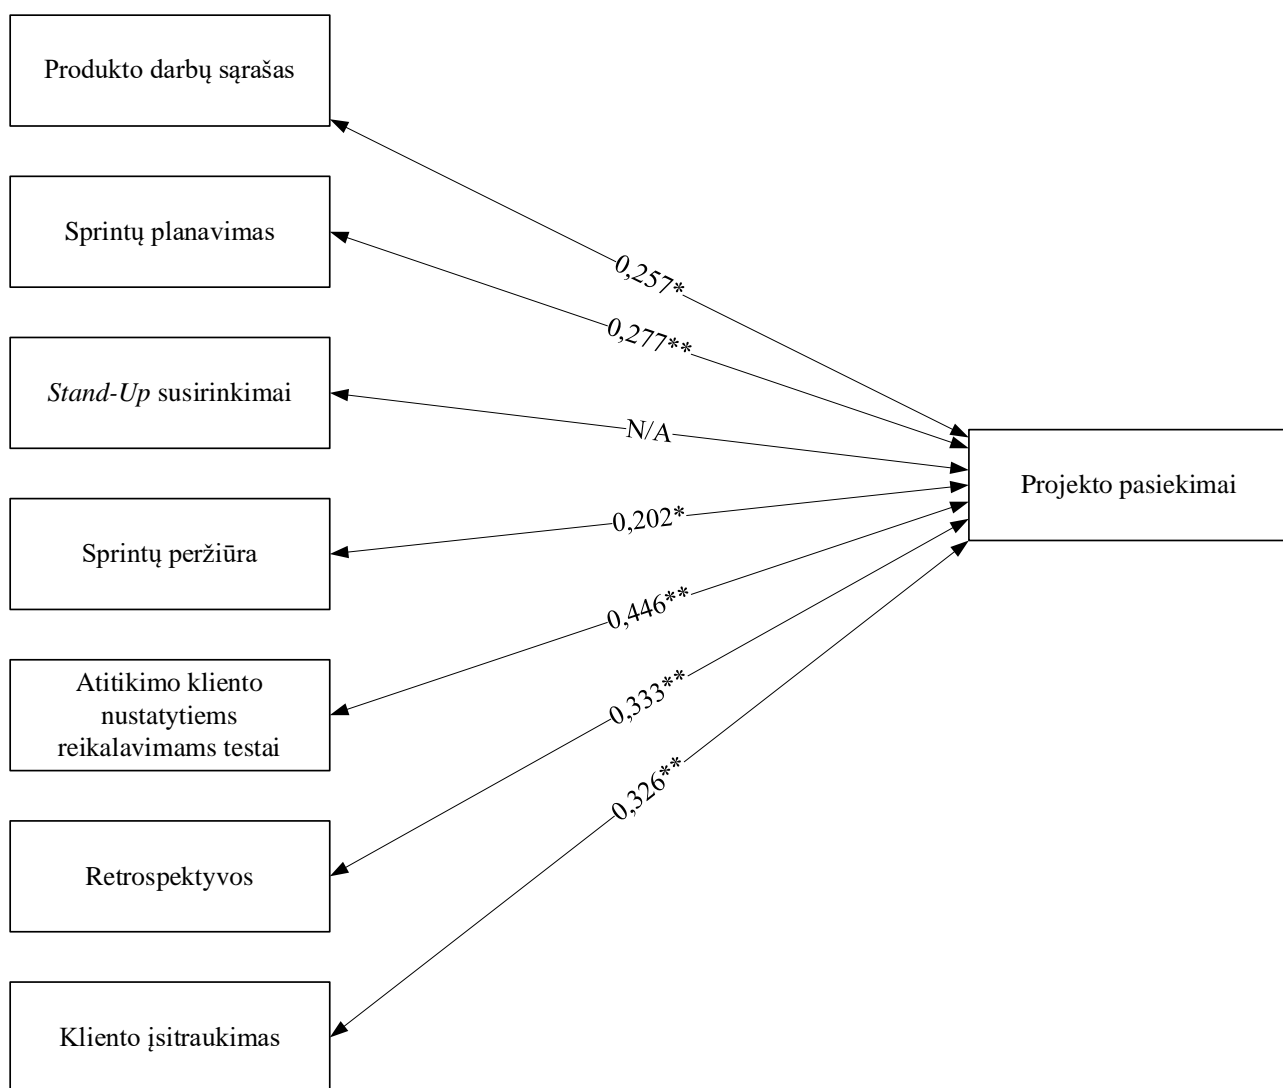 Produkto darbų sąrašas
Sprintų planavimas
Stand-Up susirinkimai
Sprintų peržiūra
Atitikimo kliento
nustatytiems
reikalavimams testai
Retrospektyvos
Kliento įsitraukimas
0,257*
0,277**
N/A
0,202*
0,446**
0,333**
0,326**
Projekto pasiekimai